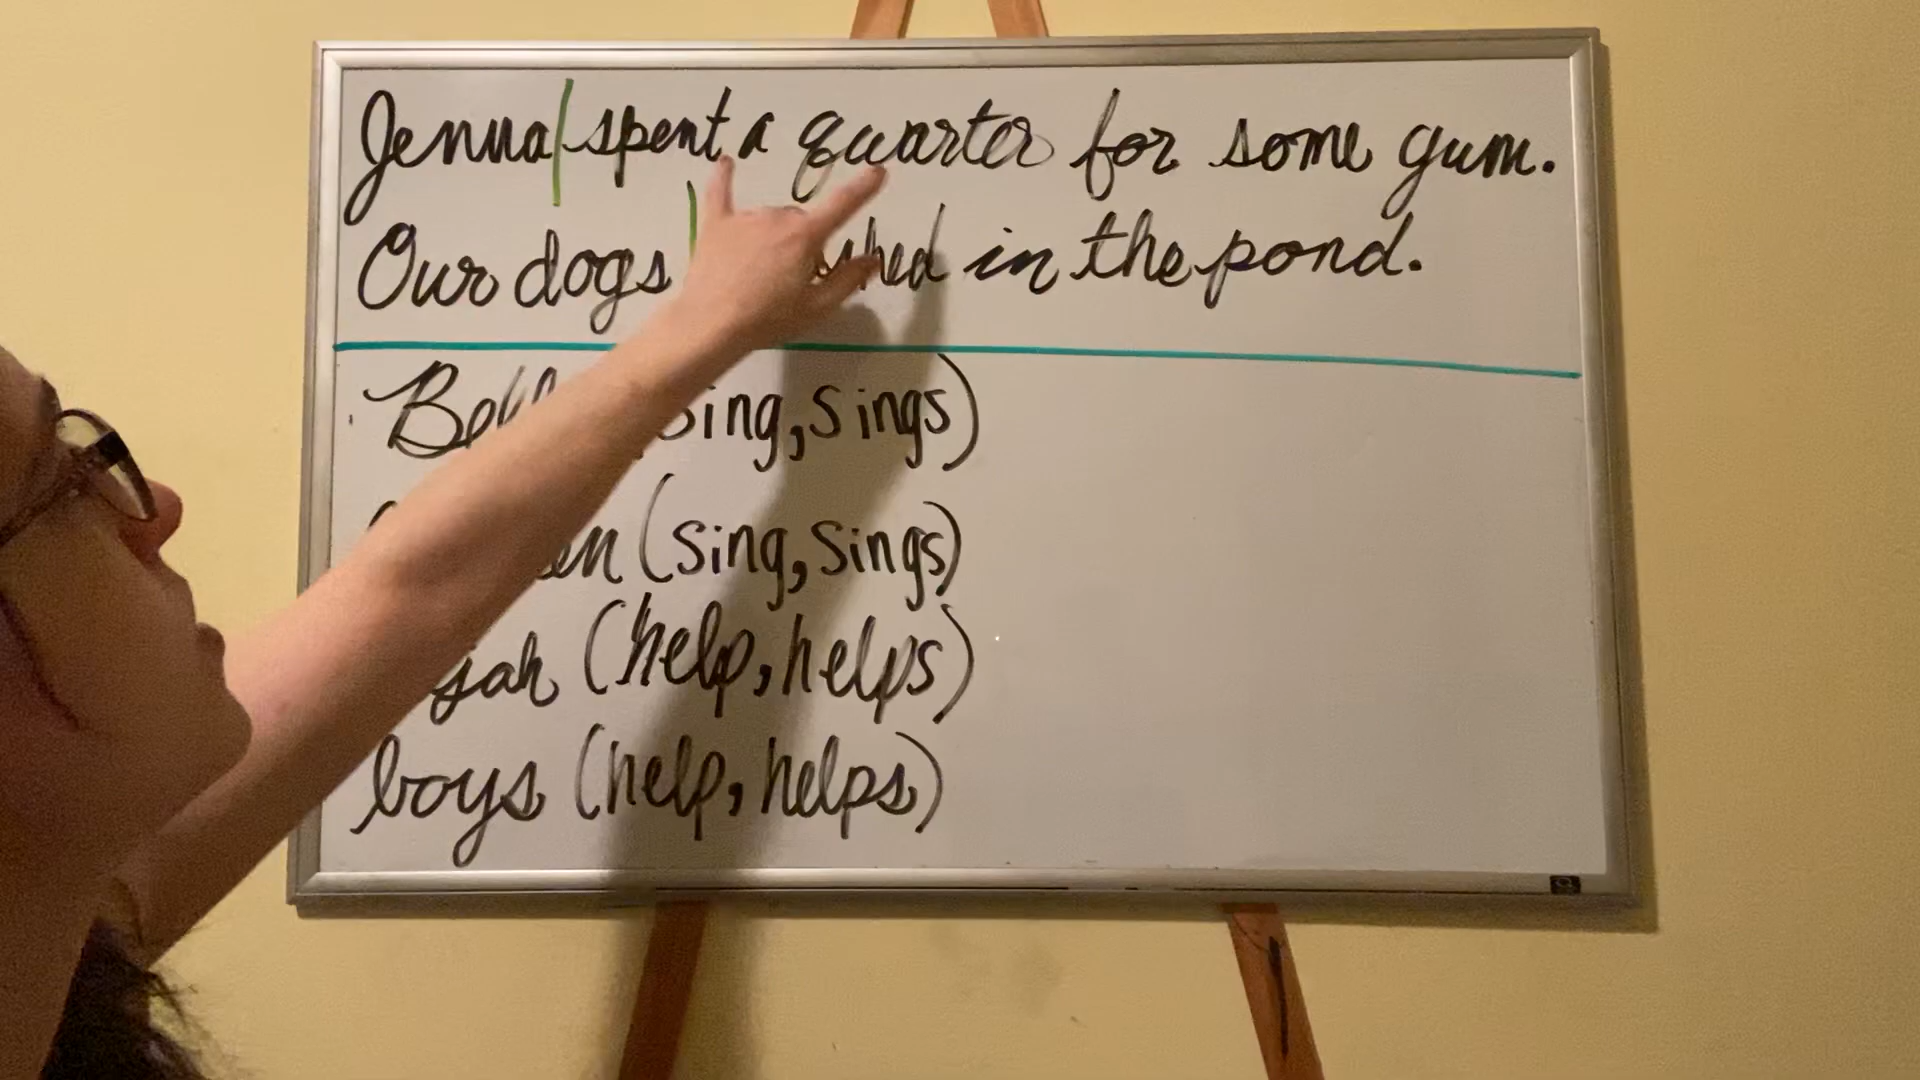 Jenna spent a quarter for some gum.
Our dogs in the pond.
(sing, sings)
(sing, sings)
(help, helps)
boys (help, helps)